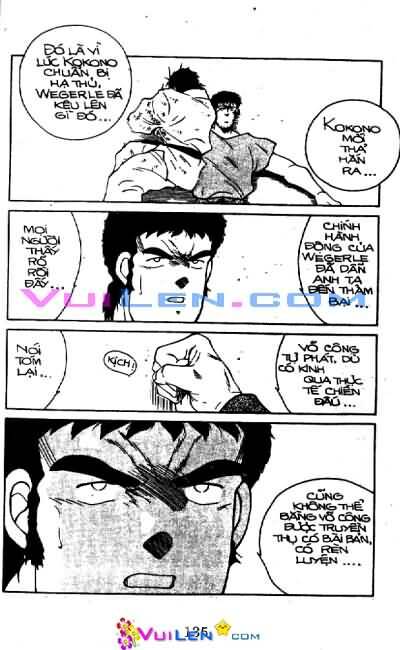 ĐÓ LÀ VÌ
LÚC KOKONO
CHUẨN BỊ
HẠ THỦ,
WEGERLE ĐÃ
KÊU LÊN
GÌ ĐÓ...
KOKONO
MỚI
THẢ
HẮN
RA...
MỌI
NGƯỜI
THẤY
RÕ
RỒI
ĐẤY...
CHÍNH
HÀNH
ĐỘNG CỦA
WEGERLE
ĐÃ DẪN
ANH TA
ĐẾN THẢM
BẠI...
VUILEN.COM
NÓI
TÓM
LẠI...
KỊCH!
VÕ CÔNG
TỰ PHÁT, DÙ
CÓ KINH
QUA THỰC
TẾ CHIẾN
ĐẤU...
CŨNG
KHÔNG THỂ
BẰNG VÕ CÔNG
ĐƯỢC TRUYỀN
THỤ CÓ BÀI BẢN,
CÓ RÈN
LUYỆN....
135
VUILEN.COM